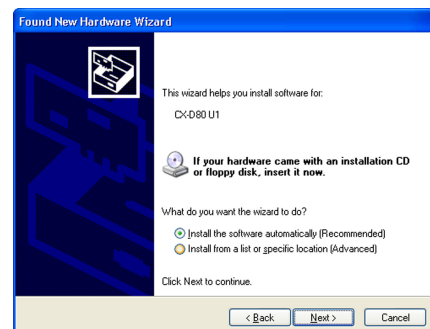 Found New Hardware Wizard
This wizard helps you install software for:
CX-D80 U1
If your hardware came with an installation CD
or floppy disk, insert it now.
What do you want the wizard to do?
Install the software automatically (Recommended)
Install from a list or specific location (Advanced)
Click Next to continue.
< Back Next > Cancel